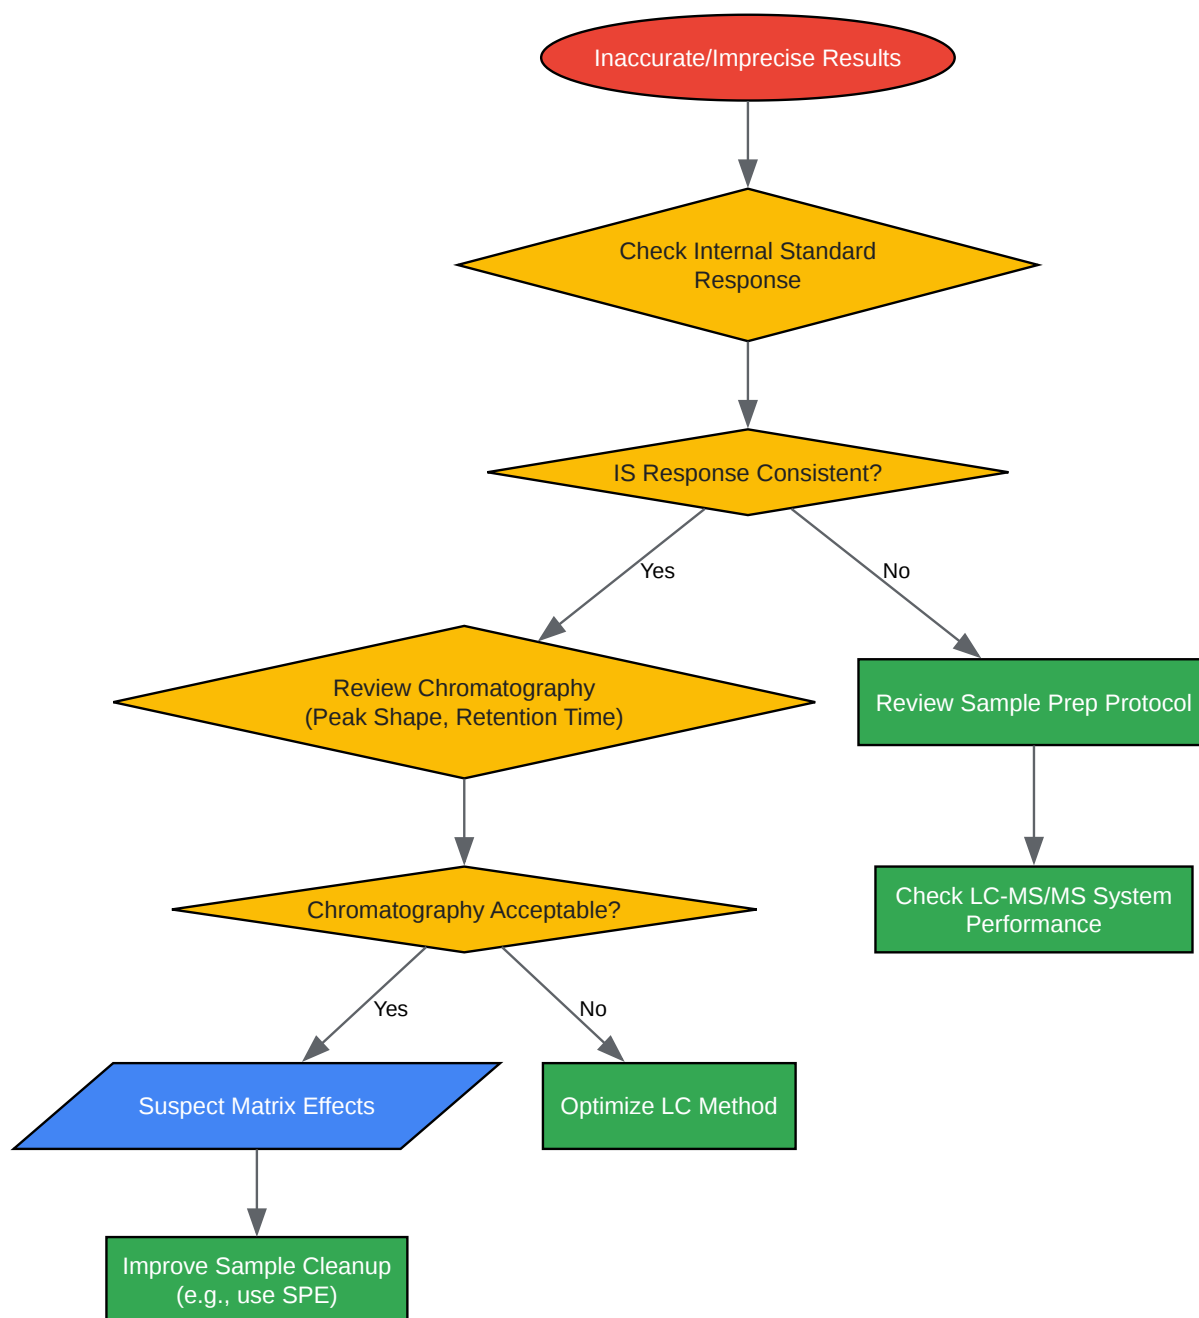 Inaccurate/Imprecise Results
Check Internal Standard
Response
IS Response Consistent?
Yes
No
Review Chromatography
(Peak Shape, Retention Time)
Review Sample Prep Protocol
Chromatography Acceptable?
Check LC-MS/MS System
Performance
Yes
No
Suspect Matrix Effects
Optimize LC Method
Improve Sample Cleanup
(e.g., use SPE)